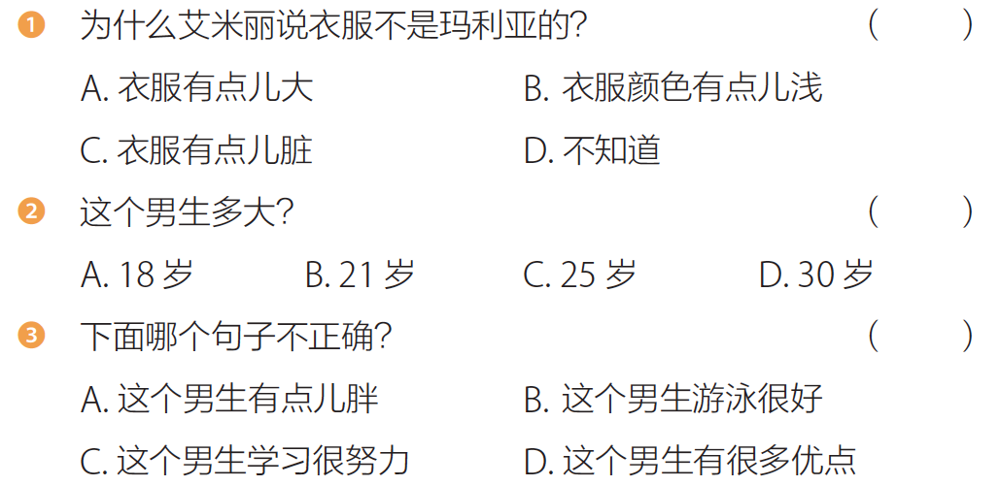 1 为什么艾米丽说衣服不是玛利亚的？ （ ）
A. 衣服有点儿大 B. 衣服颜色有点儿浅
C. 衣服有点儿脏 D. 不知道
2 这个男生多大？ （ ）
A. 18 岁 B. 21 岁 C. 25 岁 D. 30 岁
3 下面哪个句子不正确？ （ ）
A. 这个男生有点儿胖 B. 这个男生游泳很好
C. 这个男生学习很努力 D. 这个男生有很多优点